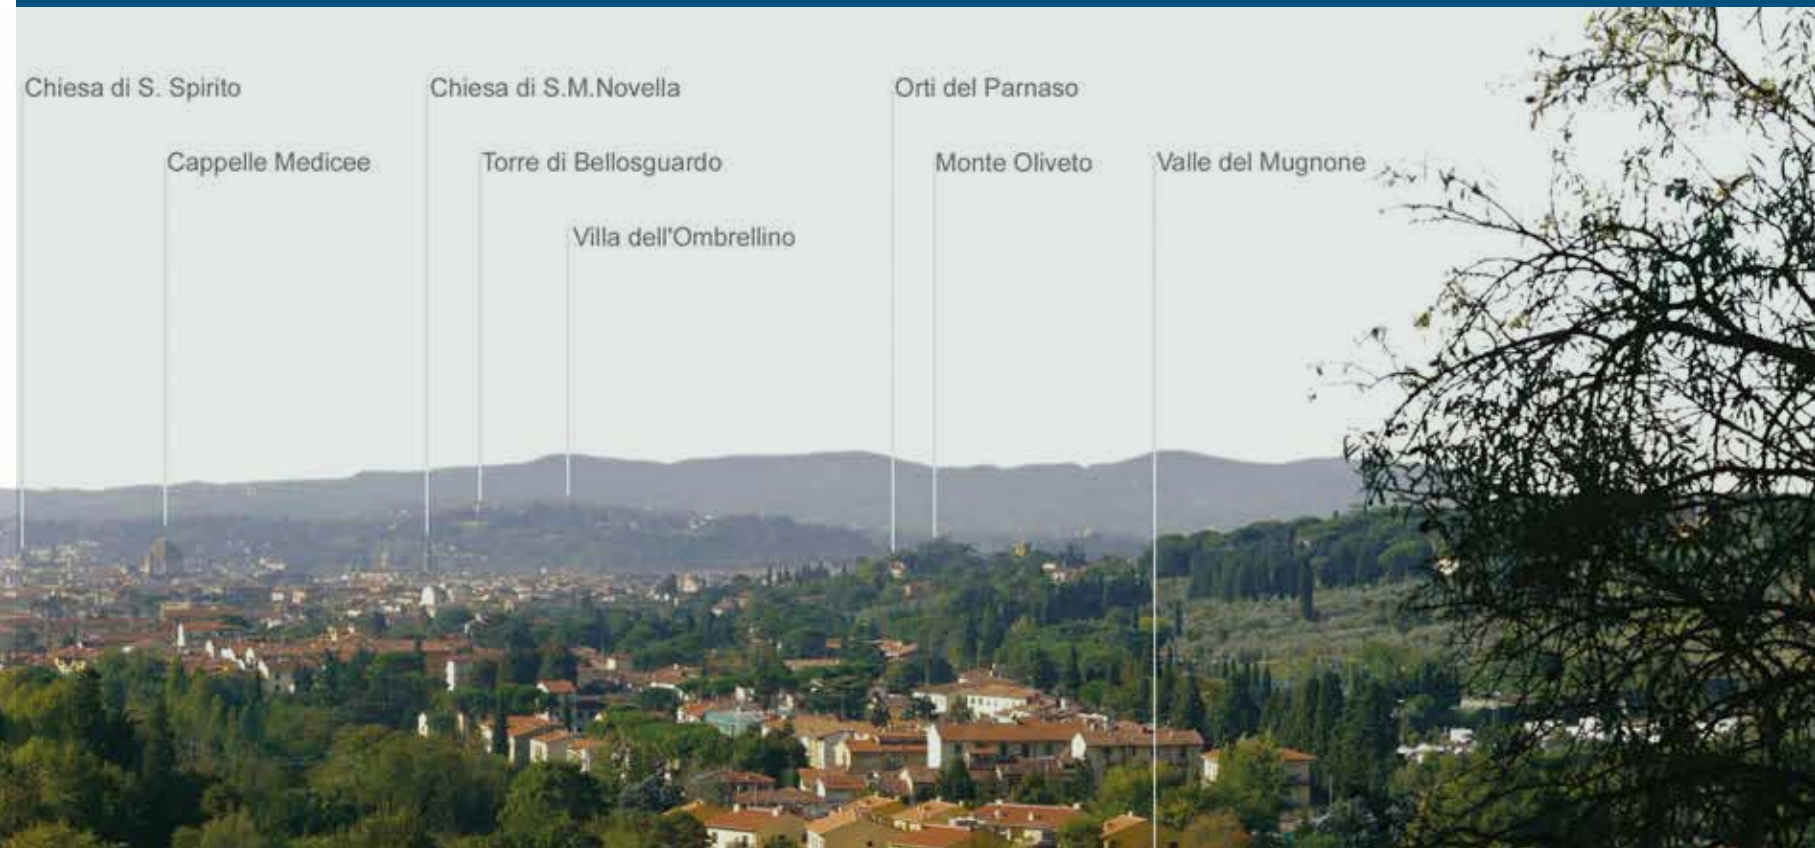 Chiesa di S. Spirito
Chiesa di S.M.Novella
Orti del Parnaso
Cappelle Medicee
Torre di Bellosguardo
Monte Oliveto
Valle del Mugnone
Villa dell'Ombrellino